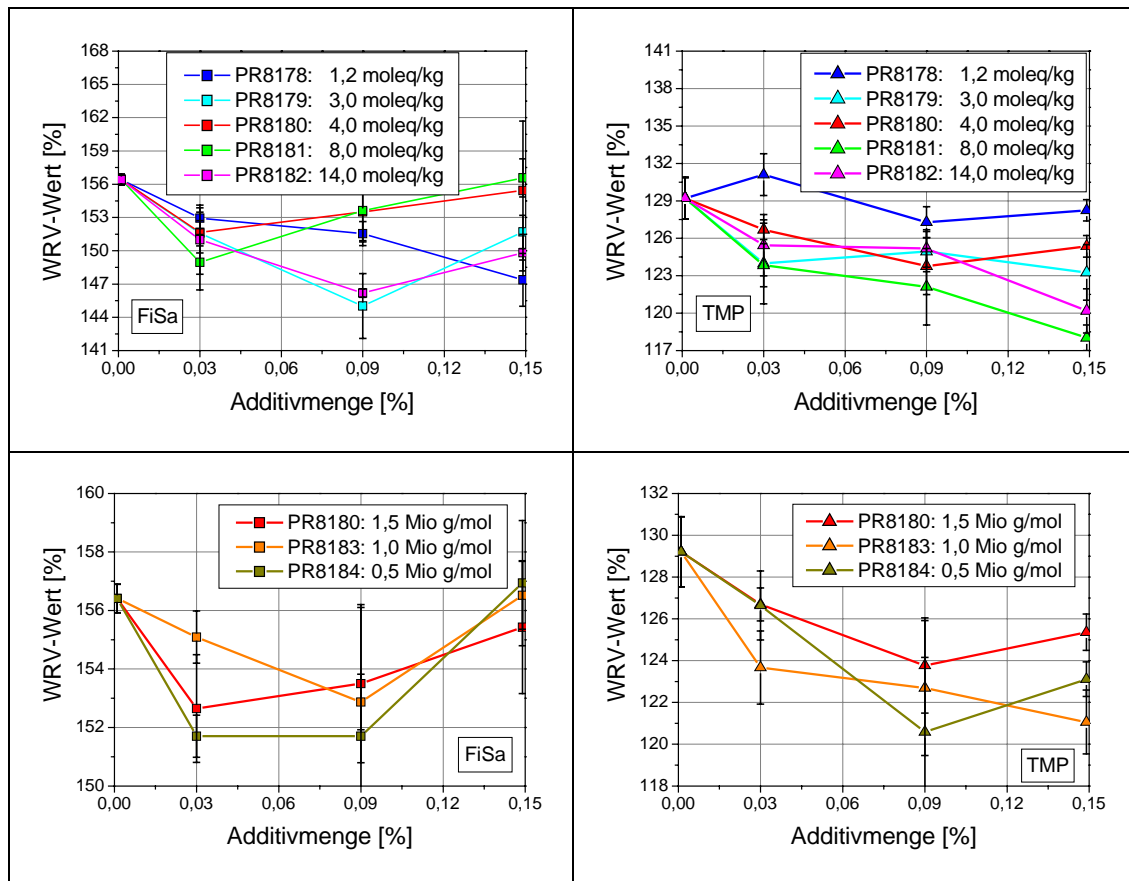 168
165
162
159
156
153
150
147
144
141
WRV-Wert [%]
PR8178: 1,2 moleq/kg
PR8179: 3,0 moleq/kg
PR8180: 4,0 moleq/kg
PR8181: 8,0 moleq/kg
PR8182: 14,0 moleq/kg
FiSa
0,00 0,03 0,06 0,09 0,12 0,15
Additivmenge [%]
141
138
135
132
129
126
123
120
117
WRV-Wert [%]
PR8178: 1,2 moleq/kg
PR8179: 3,0 moleq/kg
PR8180: 4,0 moleq/kg
PR8181: 8,0 moleq/kg
PR8182: 14,0 moleq/kg
TMP
0,00 0,03 0,06 0,09 0,12 0,15
Additivmenge [%]
160
158
156
154
152
150
WRV-Wert [%]
PR8180: 1,5 Mio g/mol
PR8183: 1,0 Mio g/mol
PR8184: 0,5 Mio g/mol
FiSa
0,00 0,03 0,06 0,09 0,12 0,15
Additivmenge [%]
132
130
128
126
124
122
120
118
WRV-Wert [%]
PR8180: 1,5 Mio g/mol
PR8183: 1,0 Mio g/mol
PR8184: 0,5 Mio g/mol
TMP
0,00 0,03 0,06 0,09 0,12 0,15
Additivmenge [%]